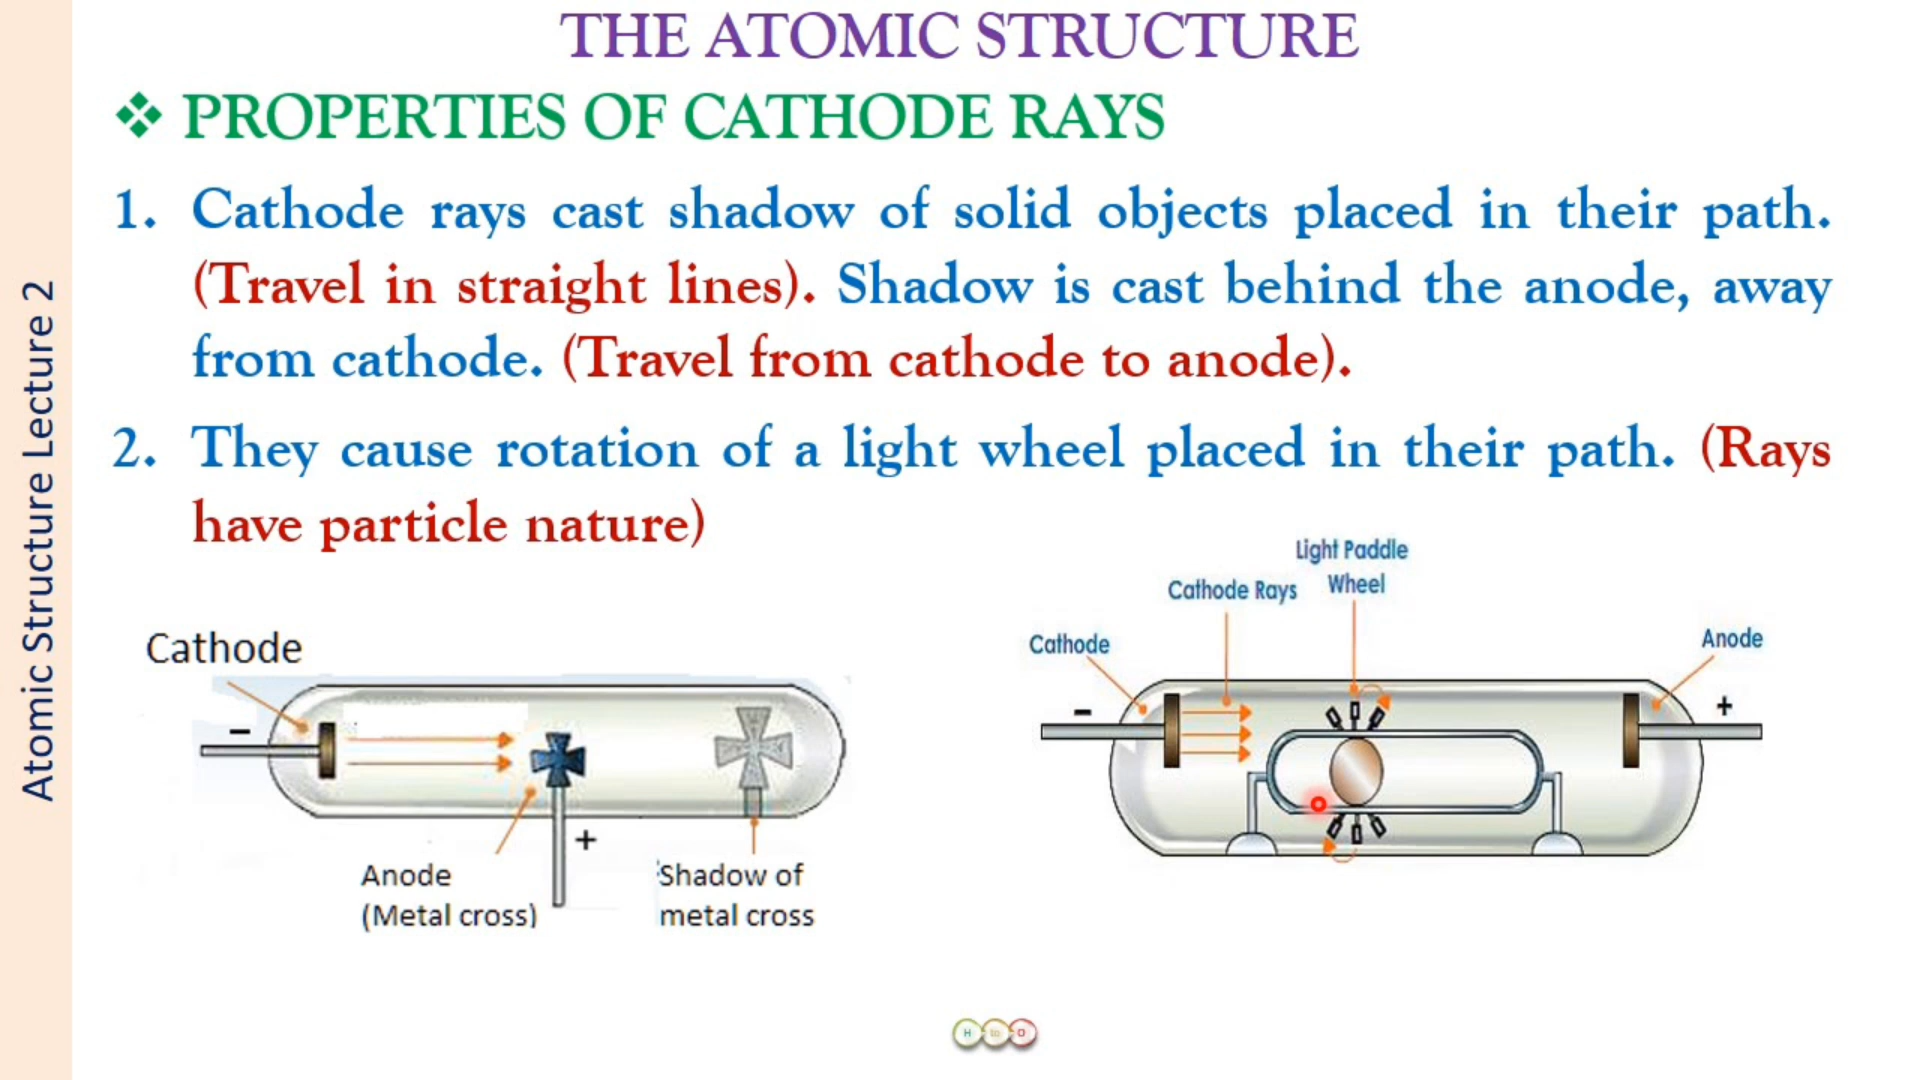 THE ATOMIC STRUCTURE
❖ PROPERTIES OF CATHODE RAYS
1. Cathode rays cast shadow of solid objects placed in their path.
(Travel in straight lines). Shadow is cast behind the anode, away
from cathode. (Travel from cathode to anode).
2. They cause rotation of a light wheel placed in their path. (Rays
have particle nature)
Atomic Structure Lecture 2
Cathode
−
+
Anode
(Metal cross)
Shadow of
metal cross
Light Paddle
Wheel
Cathode Rays
Cathode
Anode
−
+
H to O